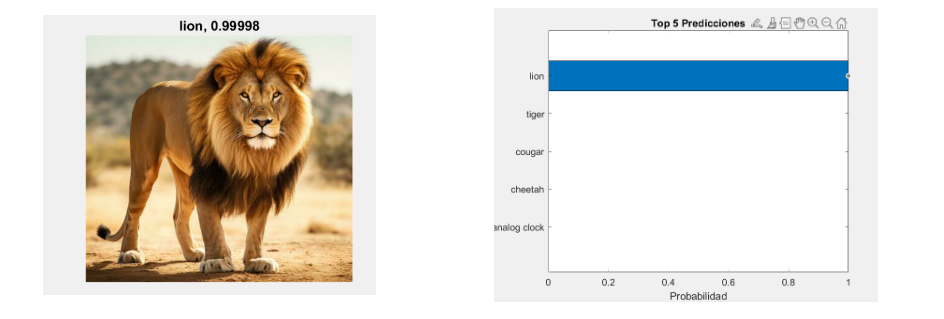 lion, 0.99998
Top 5 Predicciones
lion
tiger
cougar
cheetah
analog clock
0 0.2 0.4 0.6 0.8 1
Probabilidad